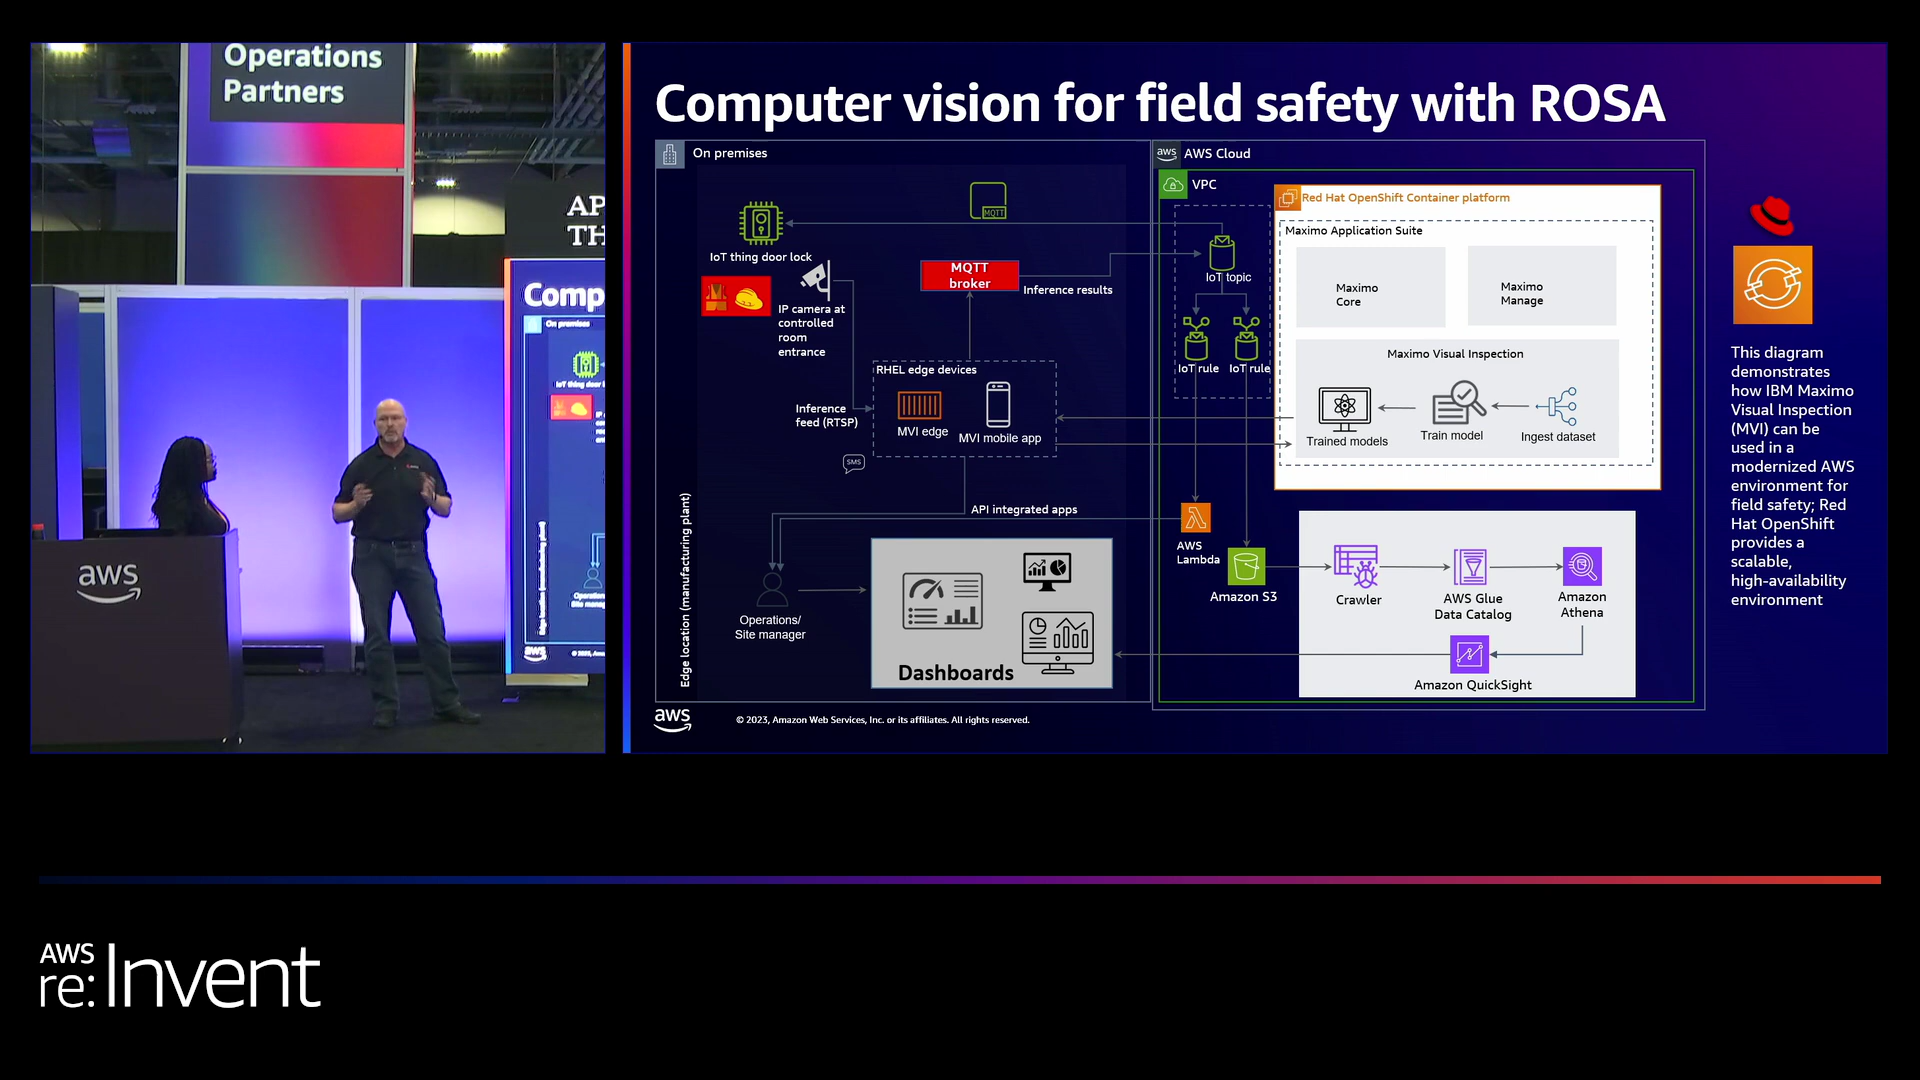 Operations
Partners
AP
TH
Comp
On premises
aws
Computer vision for field safety with ROSA
On premises
IoT thing door lock
IP camera at
controlled
room
entrance
MQTT
MQTT
broker
Inference results
RHEL edge devices
MVI edge
MVI mobile app
Inference
feed (RTSP)
SMS
API integrated apps
Edge location (manufacturing plant)
Operations/
Site manager
Dashboards
aws
AWS Cloud
VPC
IoT topic
IoT rule
IoT rule
AWS
Lambda
Amazon S3
Red Hat OpenShift Container platform
Maximo Application Suite
Maximo
Core
Maximo
Manage
Maximo Visual Inspection
Trained models
Train model
Ingest dataset
Crawler
AWS Glue
Data Catalog
Amazon
Athena
Amazon QuickSight
This diagram
demonstrates
how IBM Maximo
Visual Inspection
(MVI) can be
used in a
modernized AWS
environment for
field safety; Red
Hat OpenShift
provides a
scalable,
high-availability
environment
aws
© 2023, Amazon Web Services, Inc. or its affiliates. All rights reserved.
AWS
re:Invent